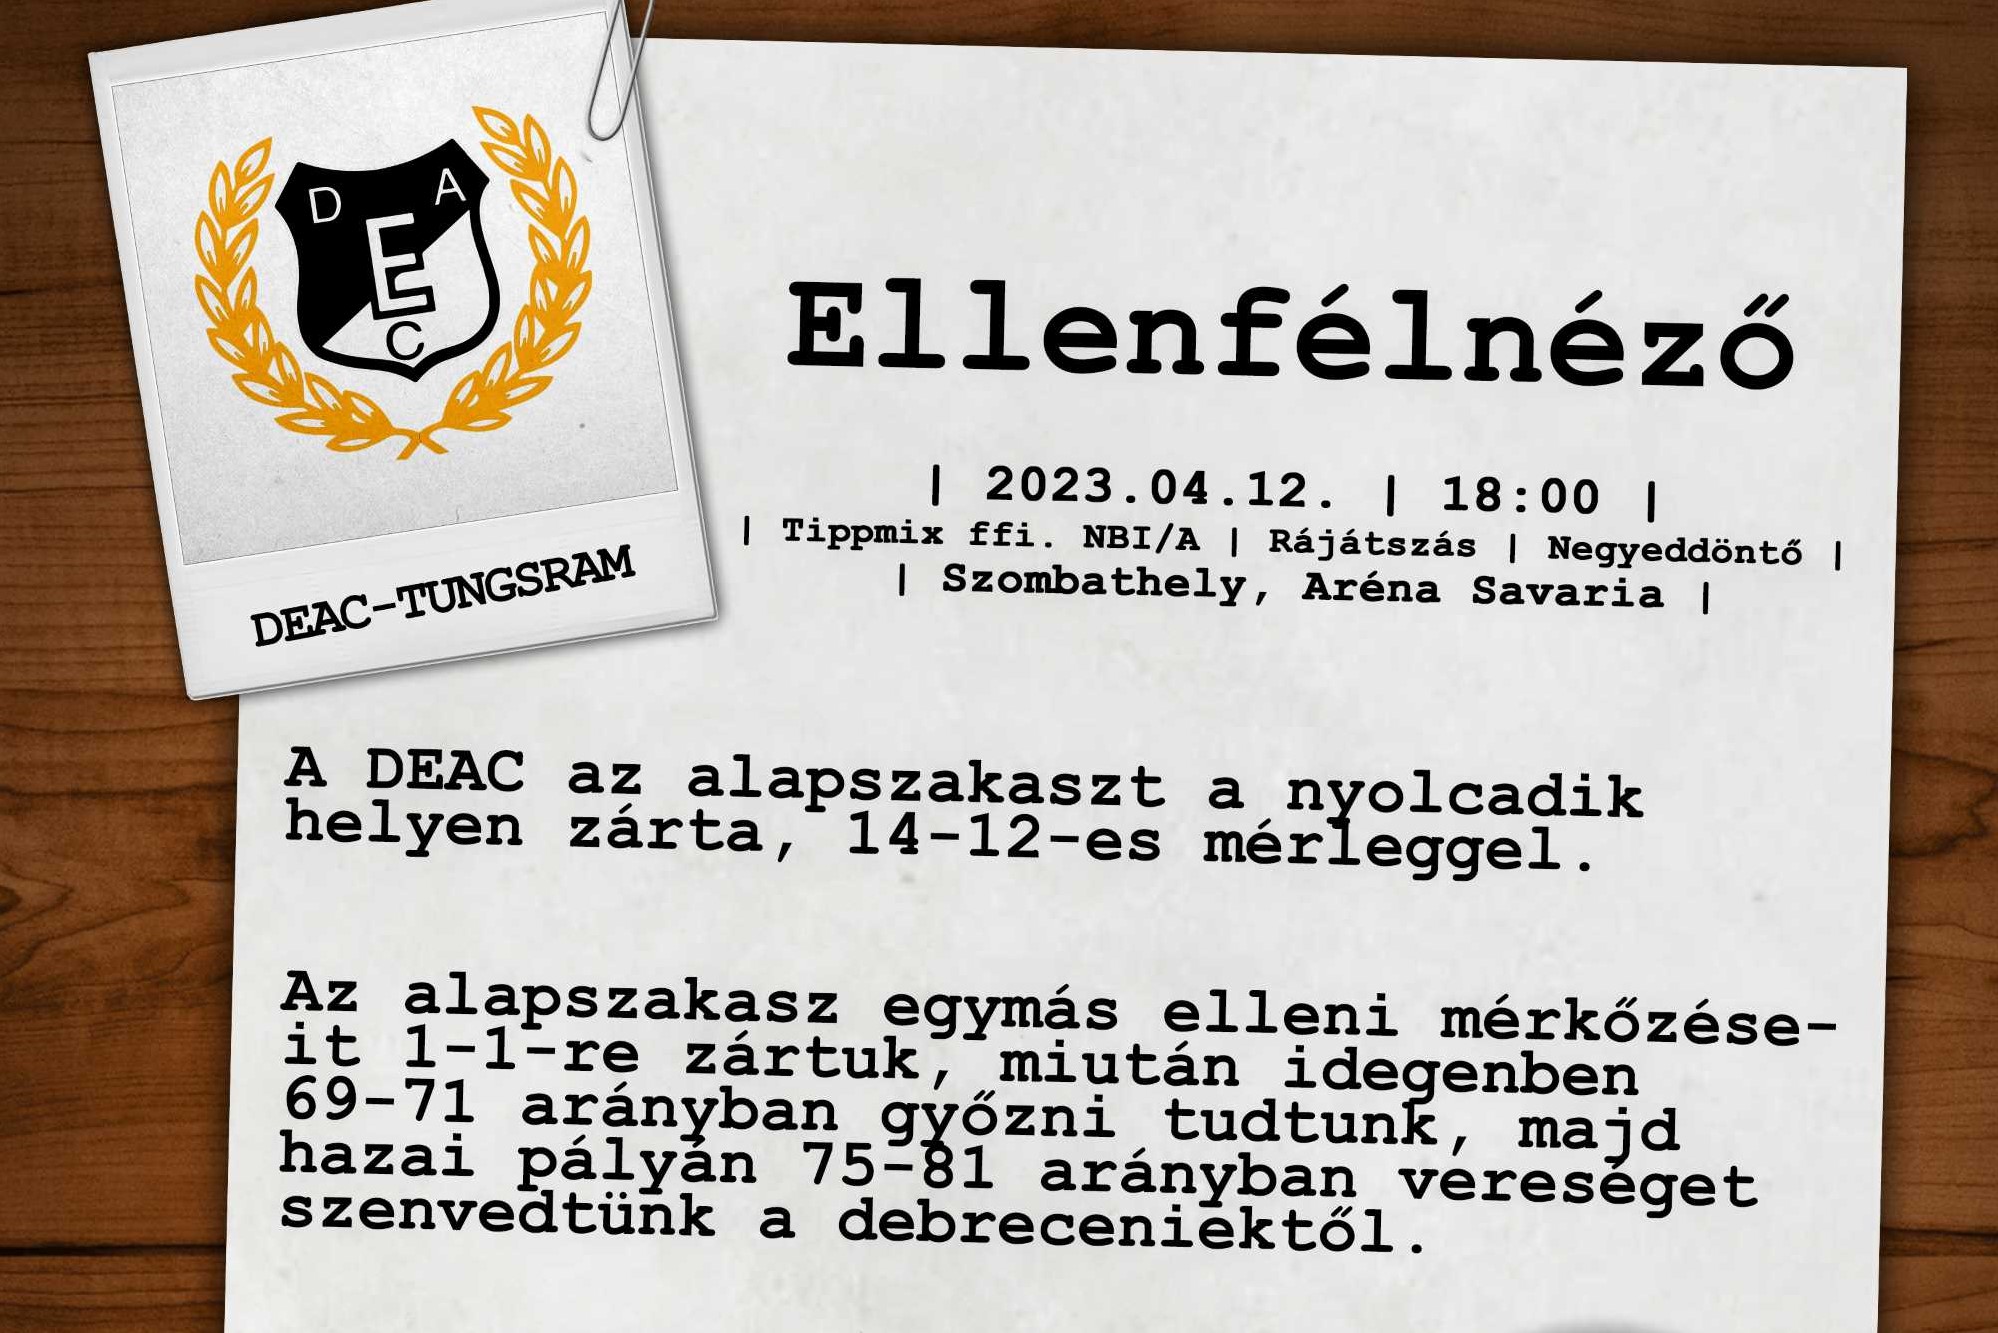 D A
E
C
DEAC-TUNGSRAM
Ellenfélnéző
| 2023.04.12. | 18:00 |
| Tippmix ffi. NBI/A | Rájátszás | Negyeddöntő |
| Szombathely, Aréna Savaria |
A DEAC az alapszakaszt a nyolcadik
helyen zárta, 14-12-es mérleggel.
Az alapszakasz egymás elleni mérkőzése-
it 1-1-re zártuk, miután idegenben
69-71 arányban győzni tudtunk, majd
hazai pályán 75-81 arányban vereséget
szenvedtünk a debreceniektől.